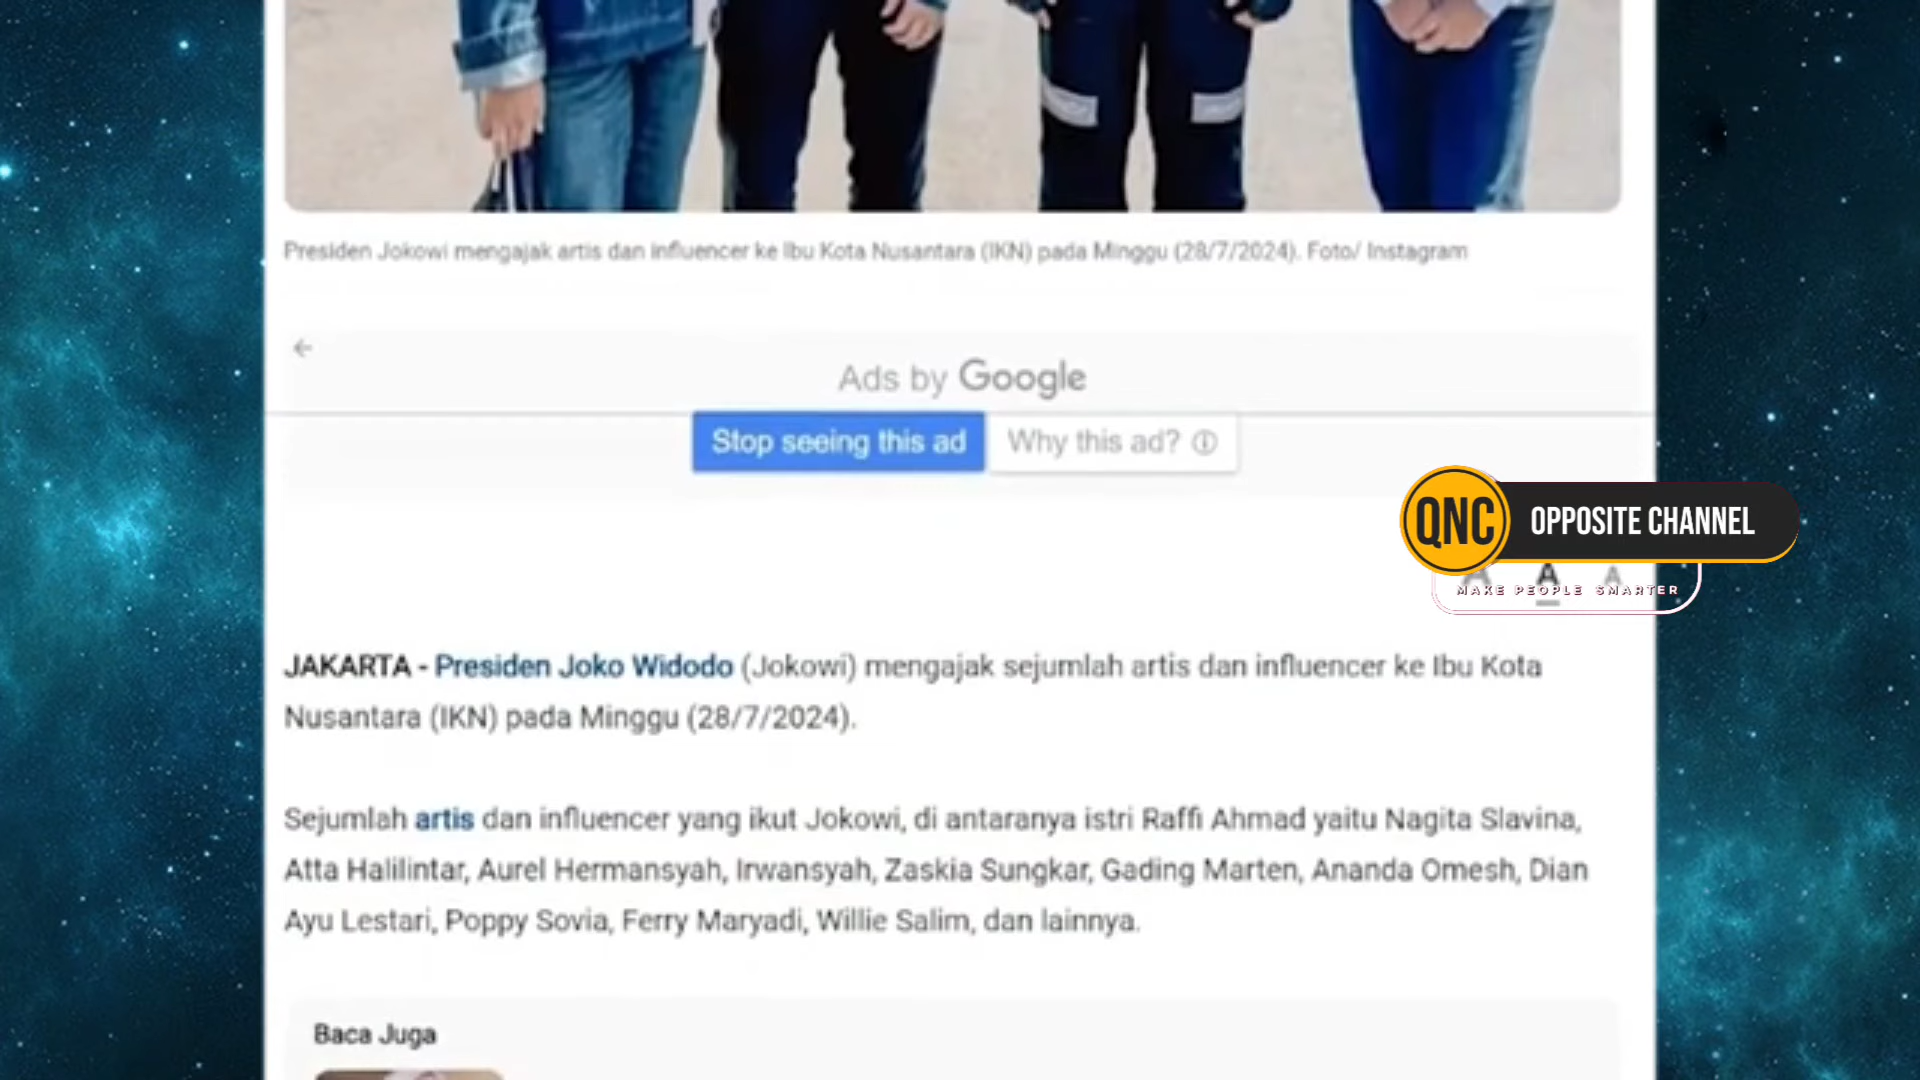 Presiden Jokowi mengajak artis dan influencer ke Ibu Kota Nusantara (IKN) pada Minggu (28/7/2024). Foto/ Instagram
Ads by Google
Stop seeing this ad
Why this ad?
QNC
OPPOSITE CHANNEL
A A A
MAKE PEOPLE SMARTER
JAKARTA - Presiden Joko Widodo (Jokowi) mengajak sejumlah artis dan influencer ke Ibu Kota
Nusantara (IKN) pada Minggu (28/7/2024).
Sejumlah artis dan influencer yang ikut Jokowi, di antaranya istri Raffi Ahmad yaitu Nagita Slavina,
Atta Halilintar, Aurel Hermansyah, Irwansyah, Zaskia Sungkar, Gading Marten, Ananda Omesh, Dian
Ayu Lestari, Poppy Sovia, Ferry Maryadi, Willie Salim, dan lainnya.
Baca Juga